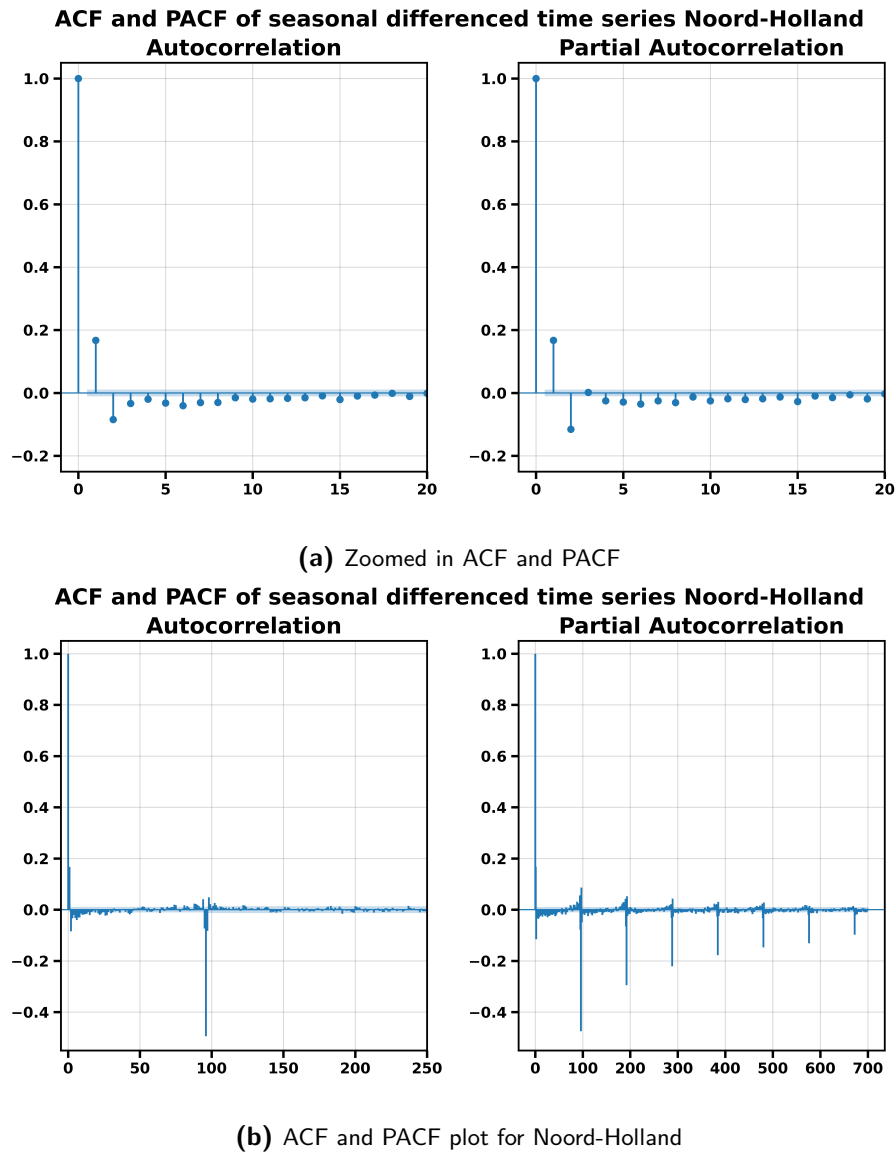 ACF and PACF of seasonal differenced time series Noord-Holland
Autocorrelation
Partial Autocorrelation
1.0
0.8
0.6
0.4
0.2
0.0
−0.2
0 5 10 15 20
1.0
0.8
0.6
0.4
0.2
0.0
−0.2
0 5 10 15 20
(a) Zoomed in ACF and PACF
ACF and PACF of seasonal differenced time series Noord-Holland
Autocorrelation
Partial Autocorrelation
1.0
0.8
0.6
0.4
0.2
0.0
−0.2
−0.4
0 50 100 150 200 250
1.0
0.8
0.6
0.4
0.2
0.0
−0.2
−0.4
0 100 200 300 400 500 600 700
(b) ACF and PACF plot for Noord-Holland